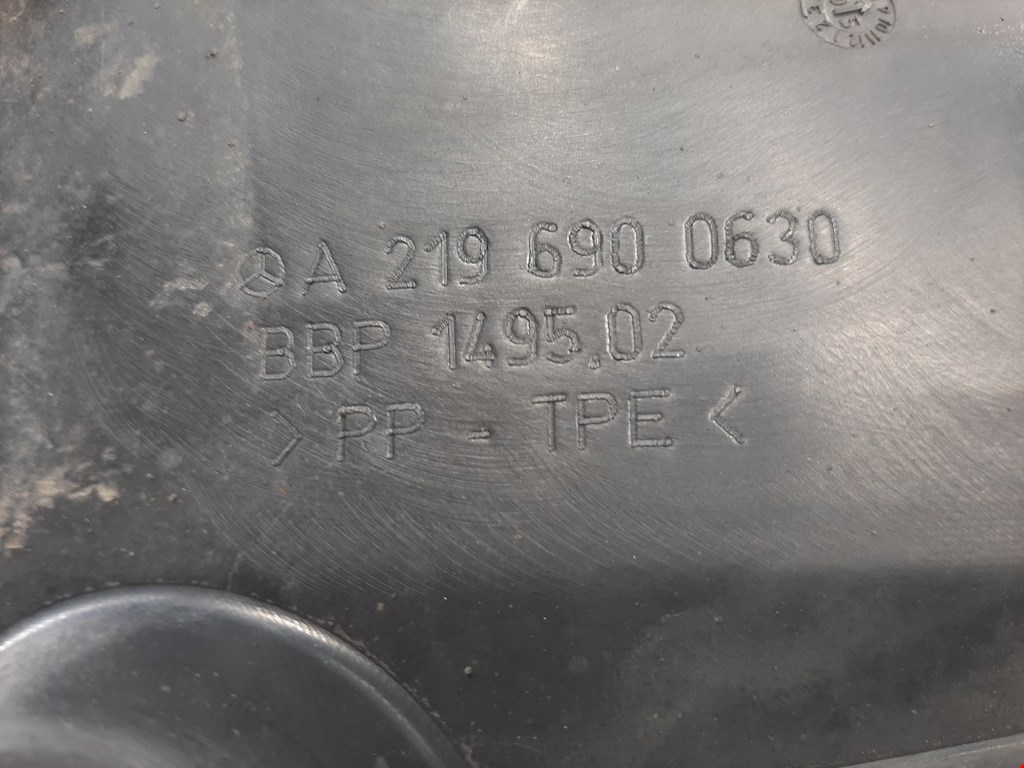 A 219 690 0630
BBP 1495.02
> PP - TPE <